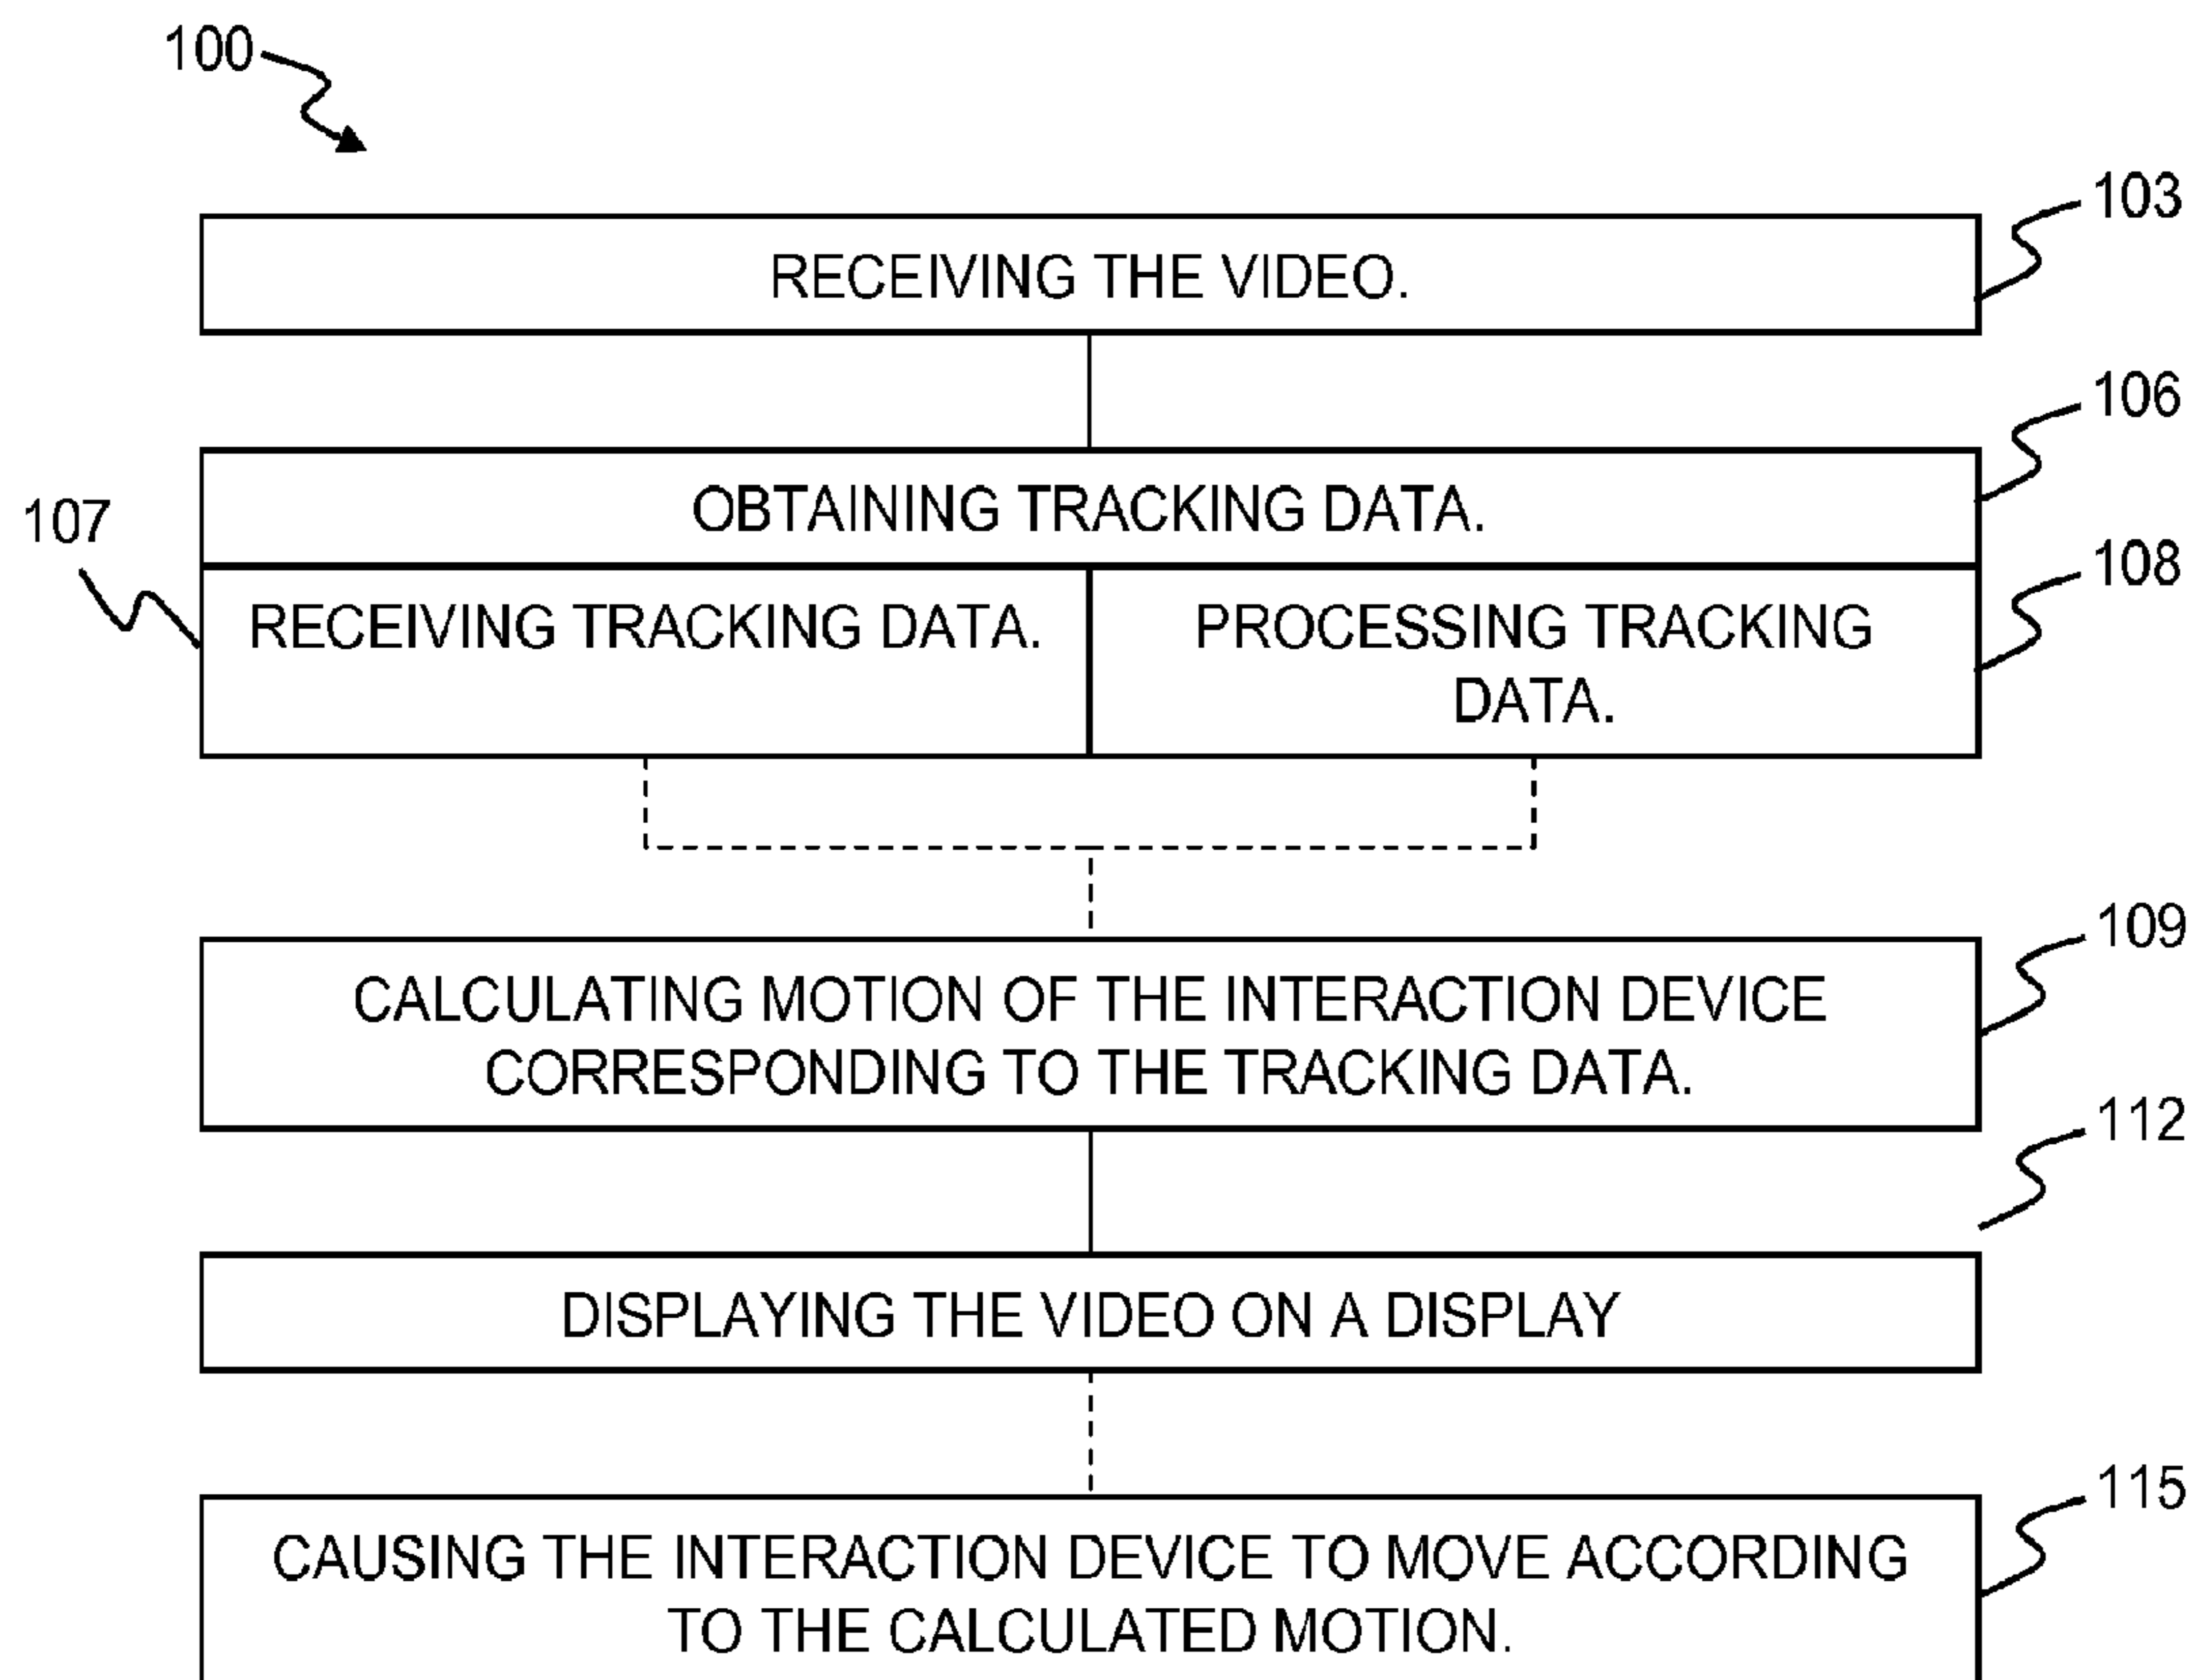 100
103
RECEIVING THE VIDEO.
106
OBTAINING TRACKING DATA.
107
108
RECEIVING TRACKING DATA.
PROCESSING TRACKING
DATA.
109
CALCULATING MOTION OF THE INTERACTION DEVICE
CORRESPONDING TO THE TRACKING DATA.
112
DISPLAYING THE VIDEO ON A DISPLAY
115
CAUSING THE INTERACTION DEVICE TO MOVE ACCORDING
TO THE CALCULATED MOTION.